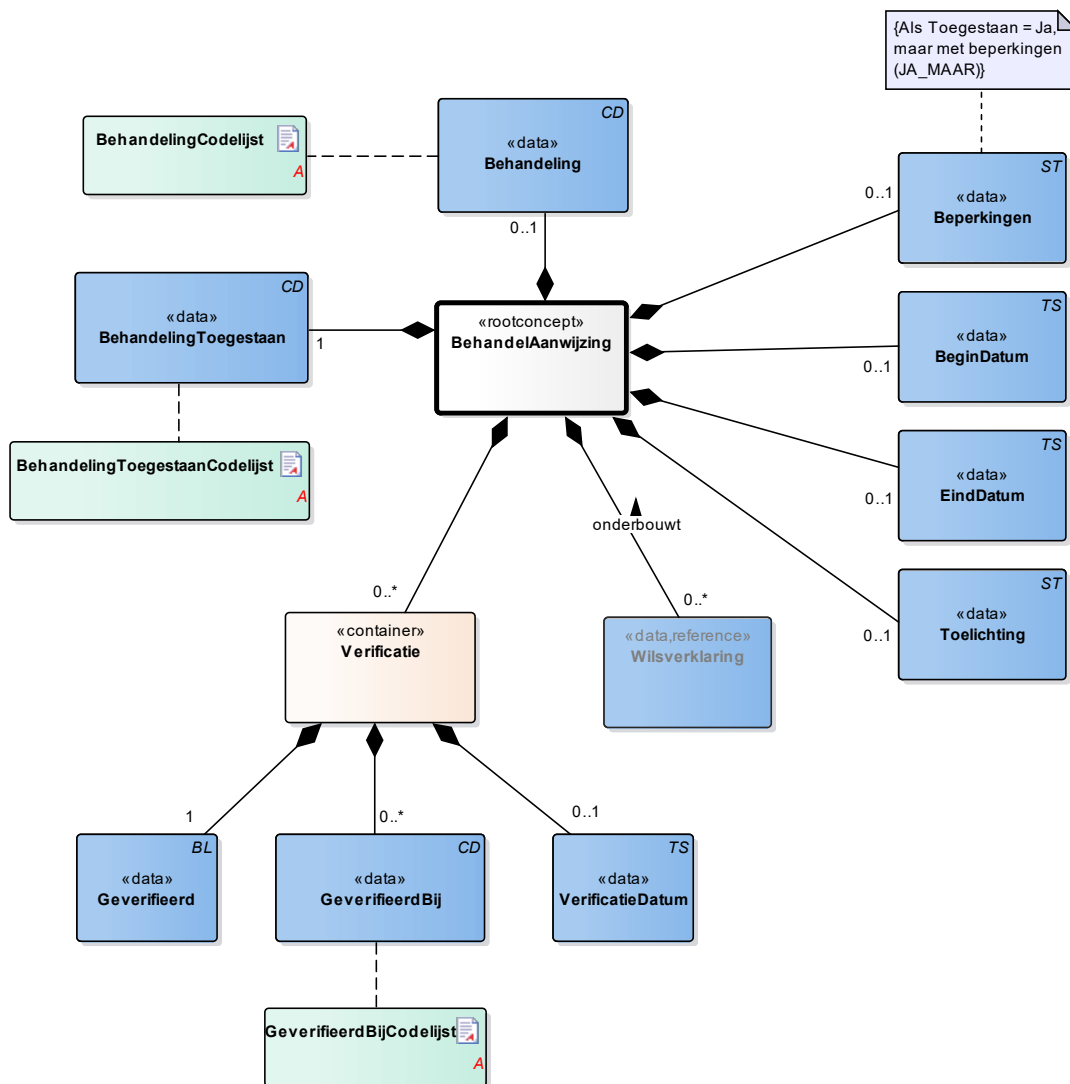 {Als Toegestaan = Ja,
maar met beperkingen
(JA_MAAR)}
BehandelingCodelijst
A
CD
«data»
Behandeling
0..1
ST
«data»
Beperkingen
0..1
CD
«data»
BehandelingToegestaan
1
«rootconcept»
BehandelAanwijzing
TS
«data»
BeginDatum
0..1
BehandelingToegestaanCodelijst
A
TS
«data»
EindDatum
0..1
onderbouwt
ST
«data»
Toelichting
0..1
0..*
«container»
Verificatie
0..*
«data,reference»
Wilsverklaring
1
0..*
0..1
BL
«data»
Geverifieerd
CD
«data»
GeverifieerdBij
TS
«data»
VerificatieDatum
GeverifieerdBijCodelijst
A